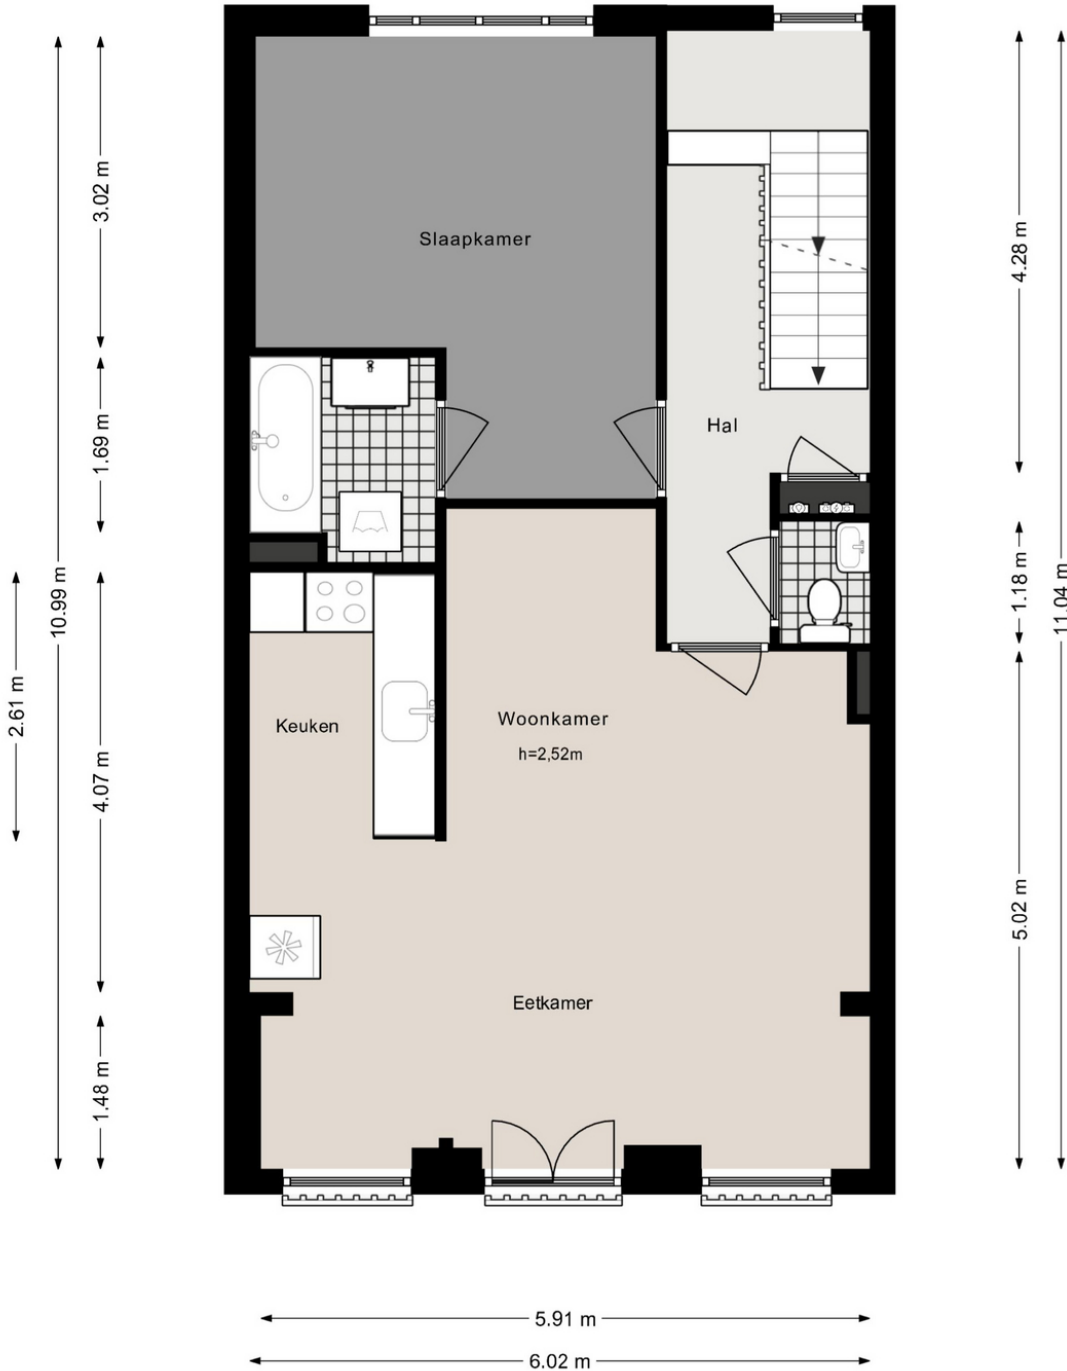 Slaapkamer
Hal
Keuken
Woonkamer
h=2,52m
Eetkamer
3.02 m
1.69 m
10.99 m
2.61 m
4.07 m
1.48 m
4.28 m
1.18 m
11.04 m
5.02 m
5.91 m
6.02 m